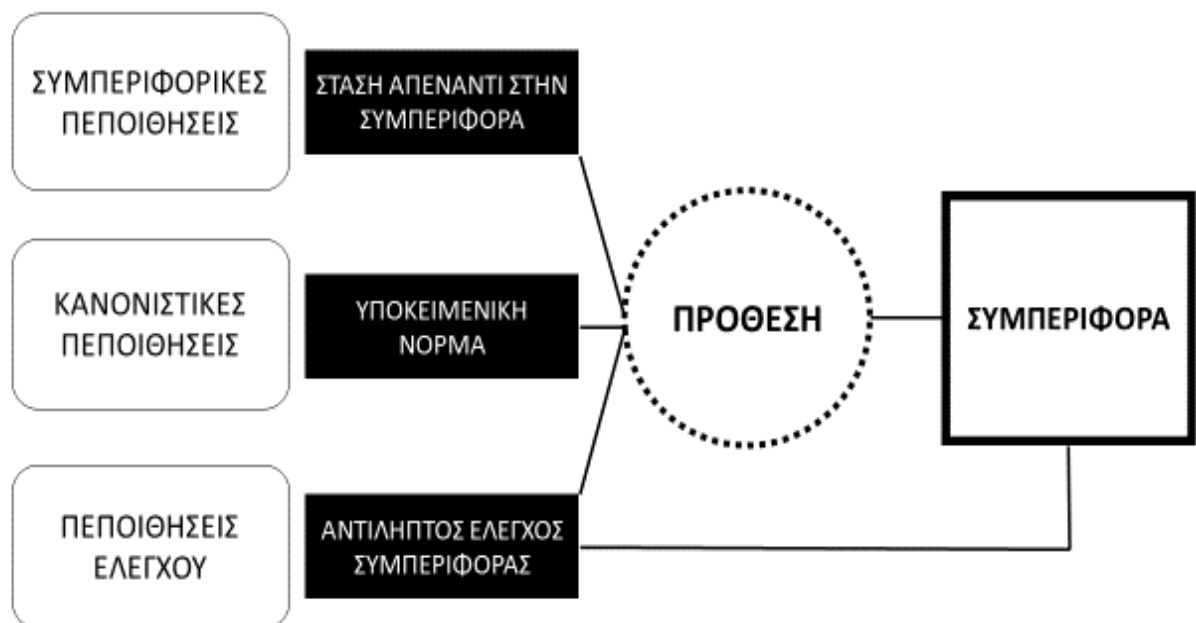 ΣΥΜΠΕΡΙΦΟΡΙΚΕΣ
ΠΕΠΟΙΘΗΣΕΙΣ
ΣΤΑΣΗ ΑΠΕΝΑΝΤΙ ΣΤΗΝ
ΣΥΜΠΕΡΙΦΟΡΑ
ΚΑΝΟΝΙΣΤΙΚΕΣ
ΠΕΠΟΙΘΗΣΕΙΣ
ΥΠΟΚΕΙΜΕΝΙΚΗ
ΝΟΡΜΑ
ΠΡΟΘΕΣΗ
ΣΥΜΠΕΡΙΦΟΡΑ
ΠΕΠΟΙΘΗΣΕΙΣ
ΕΛΕΓΧΟΥ
ΑΝΤΙΛΗΠΤΟΣ ΕΛΕΓΧΟΣ
ΣΥΜΠΕΡΙΦΟΡΑΣ